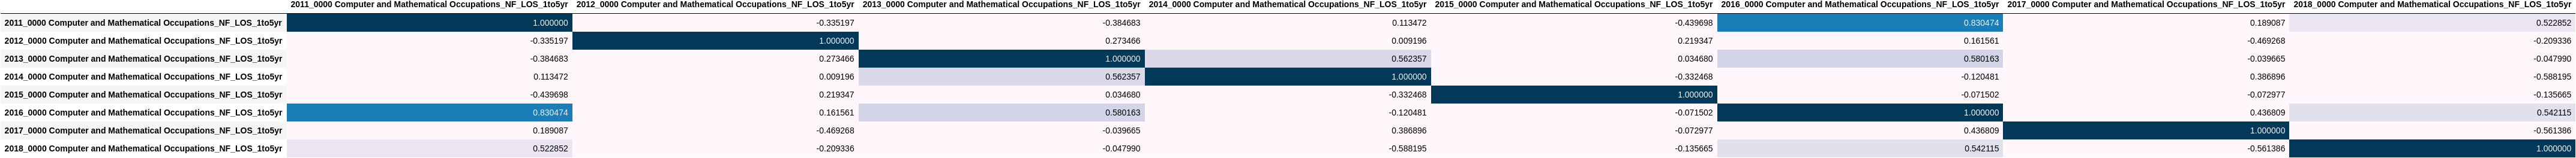 2011_0000 Computer and Mathematical Occupations_NF_LOS_1to5yr 2012_0000 Computer and Mathematical Occupations_NF_LOS_1to5yr 2013_0000 Computer and Mathematical Occupations_NF_LOS_1to5yr 2014_0000 Computer and Mathematical Occupations_NF_LOS_1to5yr 2015_0000 Computer and Mathematical Occupations_NF_LOS_1to5yr 2016_0000 Computer and Mathematical Occupations_NF_LOS_1to5yr 2017_0000 Computer and Mathematical Occupations_NF_LOS_1to5yr 2018_0000 Computer and Mathematical Occupations_NF_LOS_1to5yr
2011_0000 Computer and Mathematical Occupations_NF_LOS_1to5yr 1.000000 -0.335197 -0.384683 0.113472 -0.439698 0.830474 0.189087 0.522852
2012_0000 Computer and Mathematical Occupations_NF_LOS_1to5yr -0.335197 1.000000 0.273466 0.009196 0.219347 0.161561 -0.469268 -0.209336
2013_0000 Computer and Mathematical Occupations_NF_LOS_1to5yr -0.384683 0.273466 1.000000 0.562357 0.034680 0.580163 -0.039665 -0.047990
2014_0000 Computer and Mathematical Occupations_NF_LOS_1to5yr 0.113472 0.009196 0.562357 1.000000 -0.332468 -0.120481 0.386896 -0.588195
2015_0000 Computer and Mathematical Occupations_NF_LOS_1to5yr -0.439698 0.219347 0.034680 -0.332468 1.000000 -0.071502 -0.072977 -0.135665
2016_0000 Computer and Mathematical Occupations_NF_LOS_1to5yr 0.830474 0.161561 0.580163 -0.120481 -0.071502 1.000000 0.436809 0.542115
2017_0000 Computer and Mathematical Occupations_NF_LOS_1to5yr 0.189087 -0.469268 -0.039665 0.386896 -0.072977 0.436809 1.000000 -0.561386
2018_0000 Computer and Mathematical Occupations_NF_LOS_1to5yr 0.522852 -0.209336 -0.047990 -0.588195 -0.135665 0.542115 -0.561386 1.000000